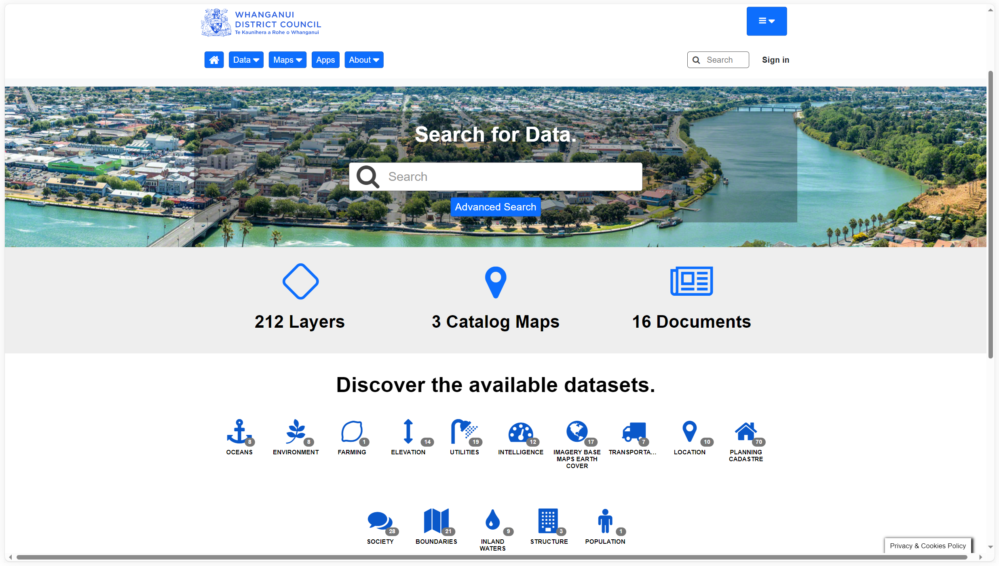 WHANGANUI
DISTRICT COUNCIL
Te Kaunihera a Rohe o Whanganui
Data
Maps
Apps
About
Search
Sign in
Search for Data.
Search
Advanced Search
212 Layers
3 Catalog Maps
16 Documents
Discover the available datasets.
8
OCEANS
8
ENVIRONMENT
1
FARMING
14
ELEVATION
19
UTILITIES
12
INTELLIGENCE
17
IMAGERY BASE
MAPS EARTH
COVER
7
TRANSPORTA...
10
LOCATION
70
PLANNING
CADASTRE
28
SOCIETY
21
BOUNDARIES
9
INLAND
WATERS
3
STRUCTURE
1
POPULATION
Privacy & Cookies Policy